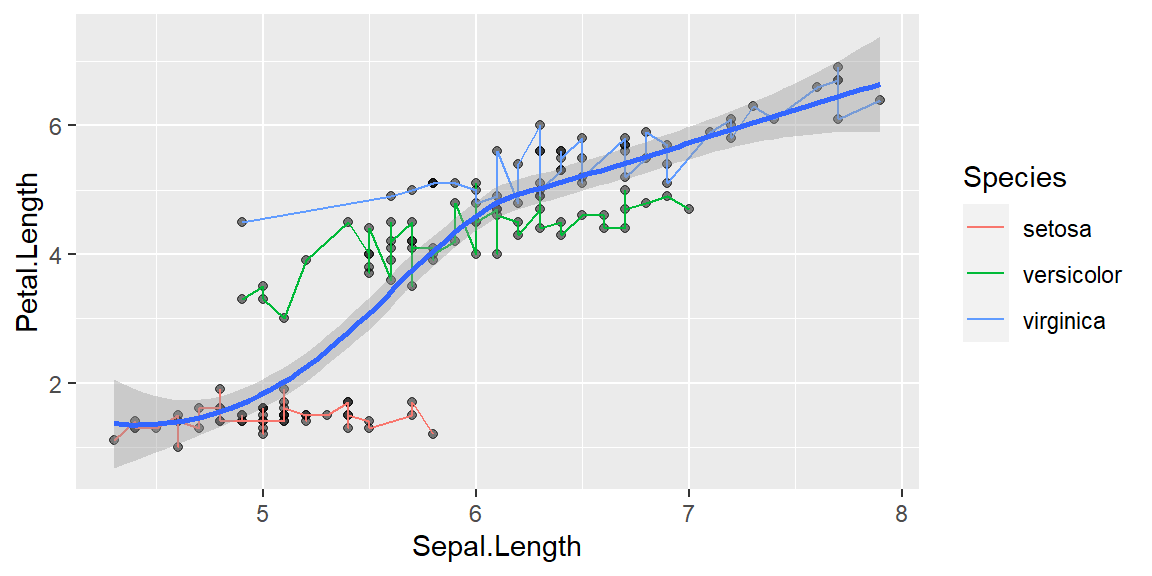 Petal.Length
6
4
2
5
6
7
8
Sepal.Length
Species
setosa
versicolor
virginica